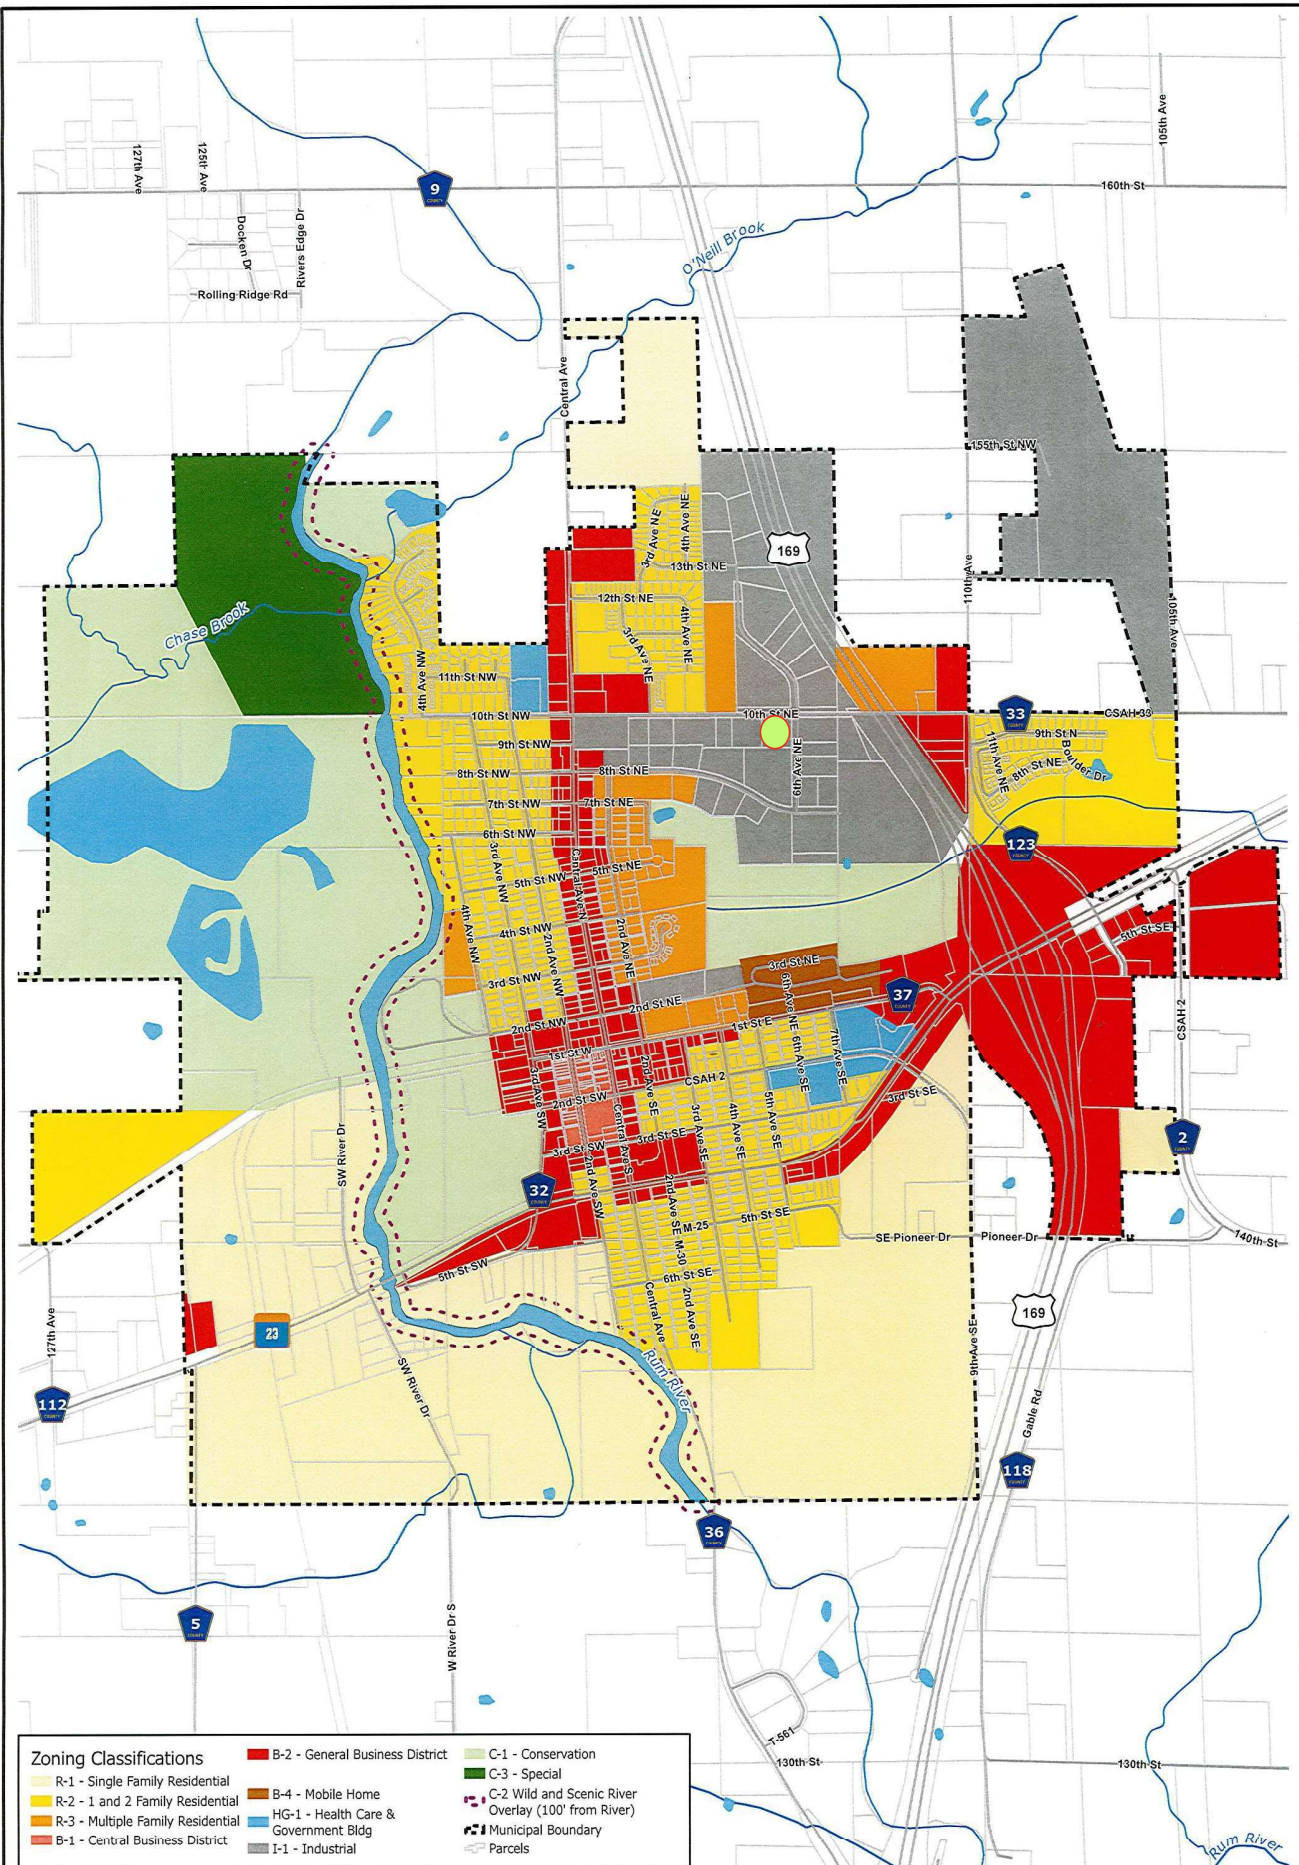 127th Ave
125th Ave
Docken Dr
Rivers Edge Dr
Rolling Ridge Rd
9
COUNTY
O'Neill Brook
105th Ave
160th St
Central Ave
155th St NW
169
110th Ave
105th Ave
Chase Brook
3rd Ave NE
4th Ave NE
13th St NE
12th St NE
3rd Ave NE
4th Ave NE
4th Ave NW
11th St NW
10th St NW
10th St NE
33
COUNTY
CSAH 33
9th St N
11th Ave NE
8th St NE
Boulder Dr
9th St NW
8th St NW
8th St NE
6th Ave NE
7th St NW
7th St NE
6th St NW
123
COUNTY
3rd Ave NW
Central Ave N
5th St NE
5th St NW
4th Ave NW
4th St NW
2nd Ave NW
2nd Ave NE
5th St SE
3rd St NW
3rd St NE
6th Ave NE
37
COUNTY
2nd St NE
2nd St NW
1st St E
1st St W
CSAH 2
3rd Ave SW
2nd Ave SE
6th Ave SE
7th Ave SE
CSAH 2
2nd St SW
3rd St SE
Central Ave S
3rd Ave SE
4th Ave SE
5th Ave SE
3rd St SE
3rd St SW
2
COUNTY
SW River Dr
32
COUNTY
2nd Ave SW
2nd Ave SE
M-25
5th St SE
SE Pioneer Dr
Pioneer Dr
140th St
M-30
5th St SW
6th St SE
Central Ave
2nd Ave SE
127th Ave
23
169
9th Ave SE
Rum River
SW River Dr
112
COUNTY
Gable Rd
118
COUNTY
36
COUNTY
5
COUNTY
W River Dr S
T-561
130th St
130th St
Rum River
Zoning Classifications
R-1 - Single Family Residential
R-2 - 1 and 2 Family Residential
R-3 - Multiple Family Residential
B-1 - Central Business District
B-2 - General Business District
B-4 - Mobile Home
HG-1 - Health Care &
Government Bldg
I-1 - Industrial
C-1 - Conservation
C-3 - Special
C-2 Wild and Scenic River
Overlay (100' from River)
Municipal Boundary
Parcels